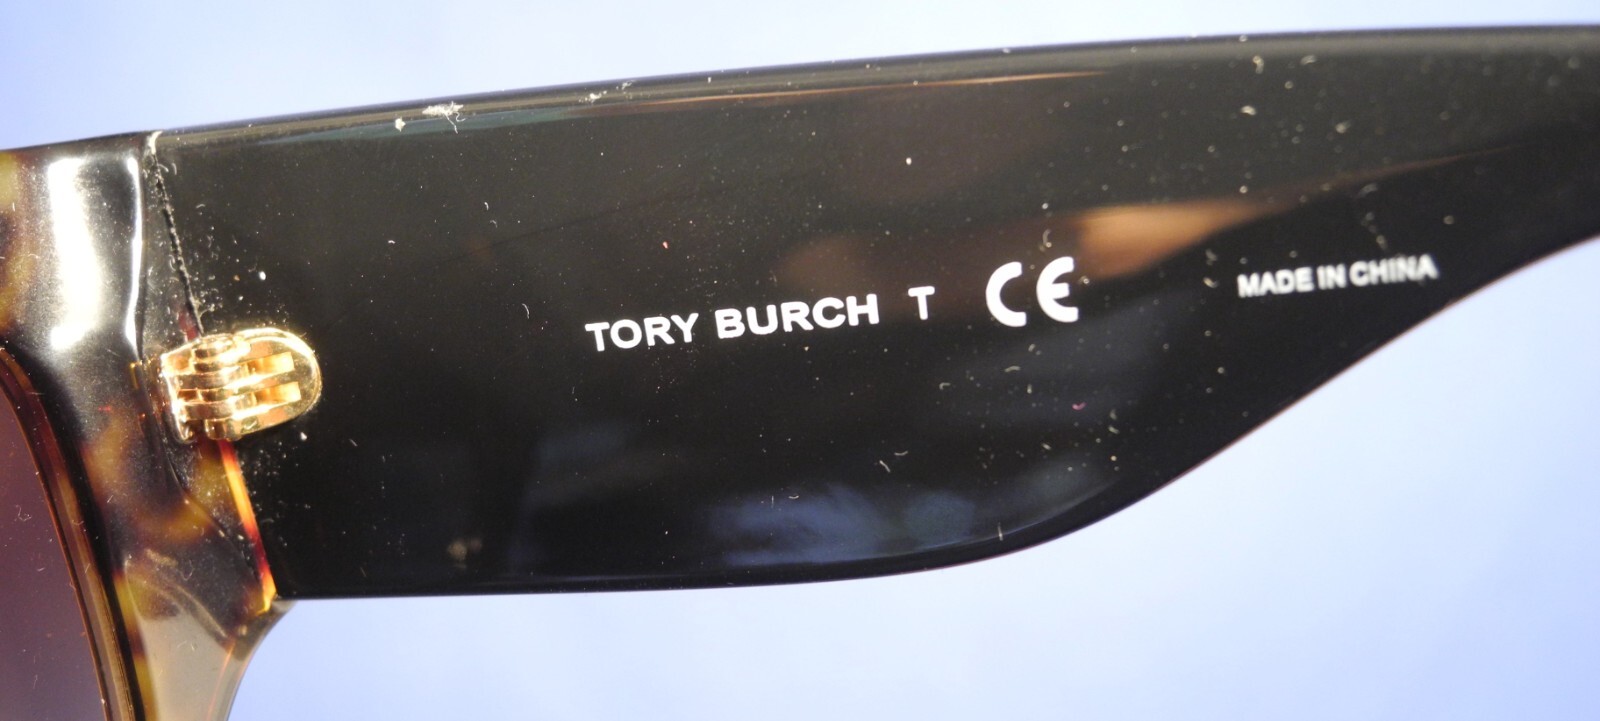 TORY BURCH T CE MADE IN CHINA